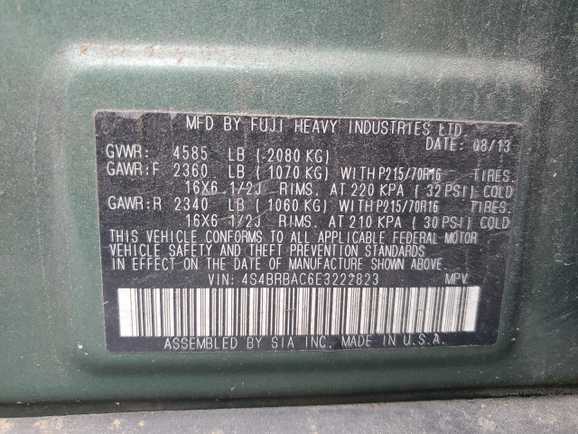 MFD BY FUJI HEAVY INDUSTRIES LTD.
DATE: 08/13
GVWR: 4585 LB ( 2080 KG)
GAWR:F 2360 LB ( 1070 KG) WITH P215/70R16 TIRES.
16X6 1/2J RIMS. AT 220 KPA ( 32 PSI) COLD
GAWR:R 2340 LB ( 1060 KG) WITH P215/70R16 TIRES.
16X6 1/2J RIMS. AT 210 KPA ( 30 PSI) COLD
THIS VEHICLE CONFORMS TO ALL APPLICABLE FEDERAL MOTOR
VEHICLE SAFETY AND THEFT PREVENTION STANDARDS IN
EFFECT ON THE DATE OF MANUFACTURE SHOWN ABOVE.
VIN: 4S4BRBAC6E3222823 MPV
ASSEMBLED BY SIA INC. MADE IN U.S.A.